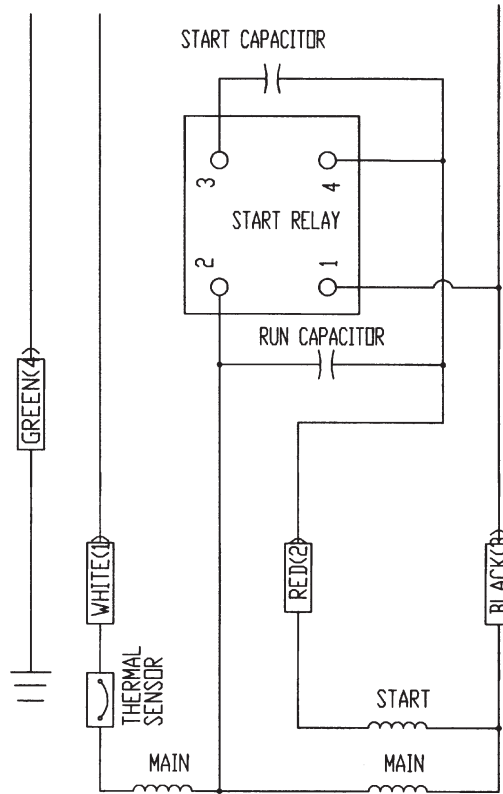 START CAPACITOR
3
4
START RELAY
2
1
RUN CAPACITOR
GREEN(4
WHITE(1
RED(2)
THERMAL
SENSOR
START
MAIN
MAIN